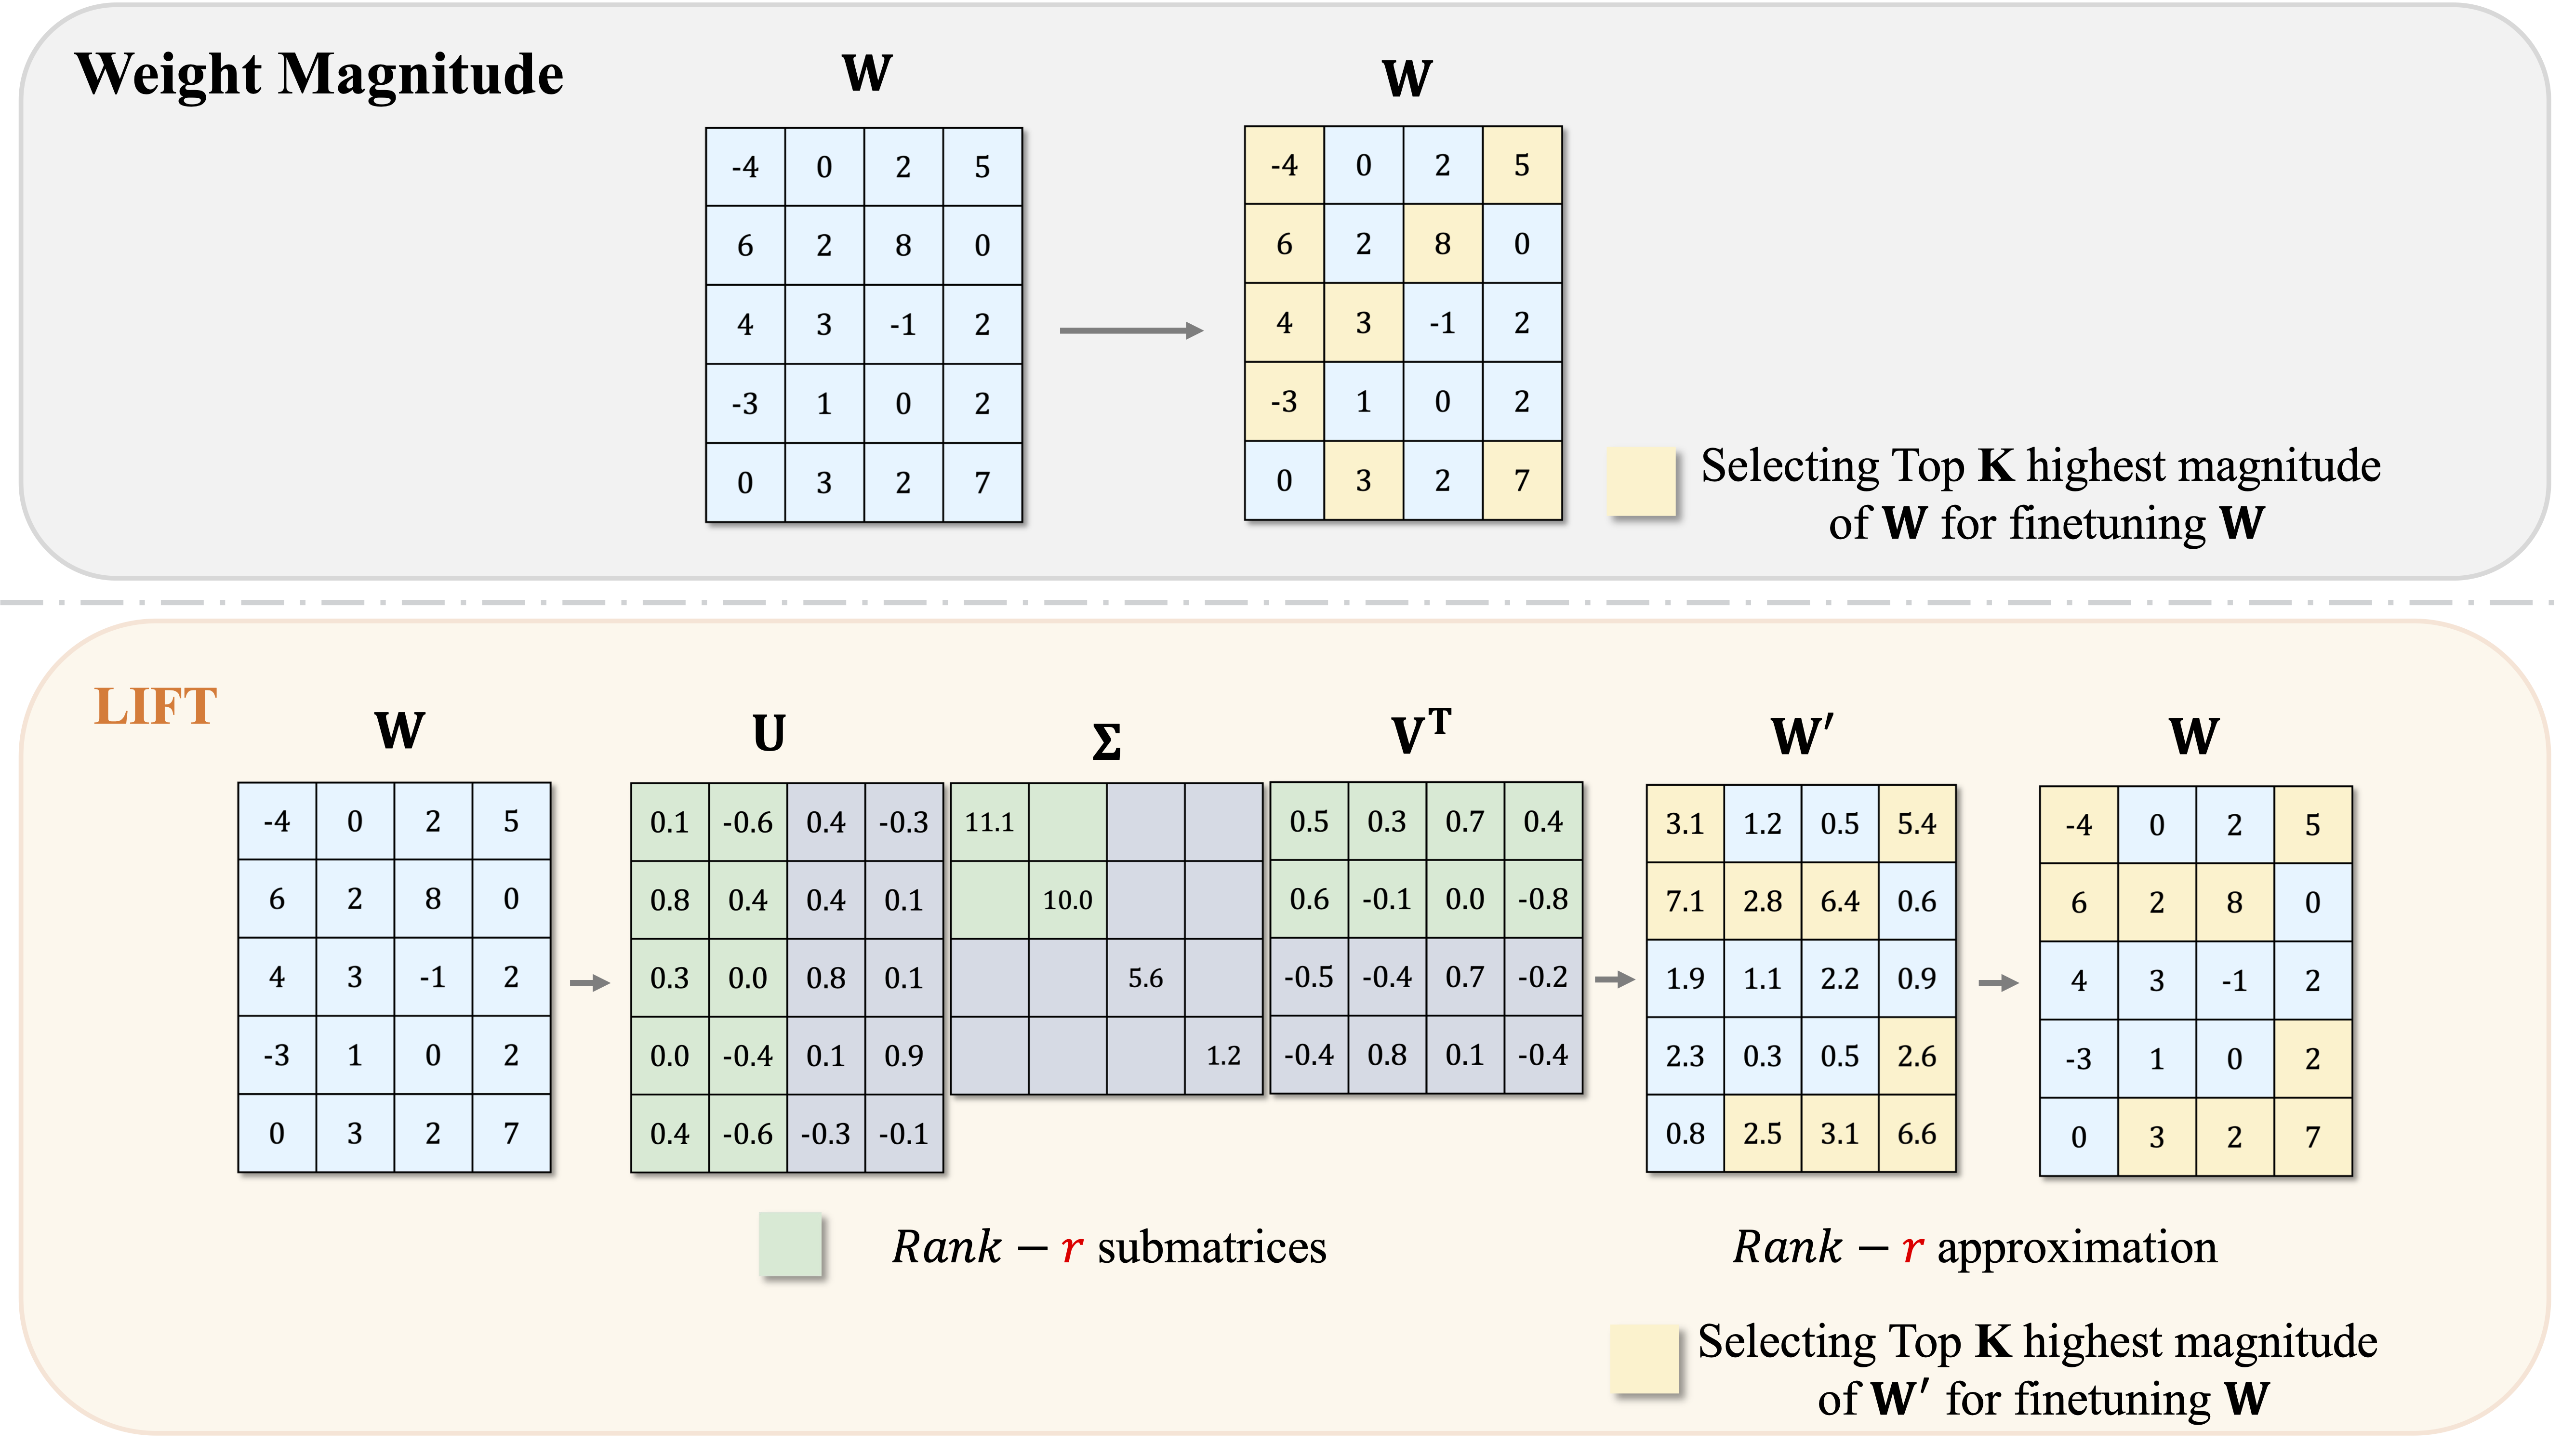 Weight Magnitude
W
W
-4 0 2 5
6 2 8 0
4 3 -1 2
-3 1 0 2
0 3 2 7
-4 0 2 5
6 2 8 0
4 3 -1 2
-3 1 0 2
0 3 2 7
Selecting Top K highest magnitude
of W for finetuning W
LIFT
W
-4 0 2 5
6 2 8 0
4 3 -1 2
-3 1 0 2
0 3 2 7
U
0.1 -0.6 0.4 -0.3
0.8 0.4 0.4 0.1
0.3 0.0 0.8 0.1
0.0 -0.4 0.1 0.9
0.4 -0.6 -0.3 -0.1
Σ
11.1
10.0
5.6
1.2
V^T
0.5 0.3 0.7 0.4
0.6 -0.1 0.0 -0.8
-0.5 -0.4 0.7 -0.2
-0.4 0.8 0.1 -0.4
W′
3.1 1.2 0.5 5.4
7.1 2.8 6.4 0.6
1.9 1.1 2.2 0.9
2.3 0.3 0.5 2.6
0.8 2.5 3.1 6.6
W
-4 0 2 5
6 2 8 0
4 3 -1 2
-3 1 0 2
0 3 2 7
Rank − r submatrices
Rank − r approximation
Selecting Top K highest magnitude
of W′ for finetuning W